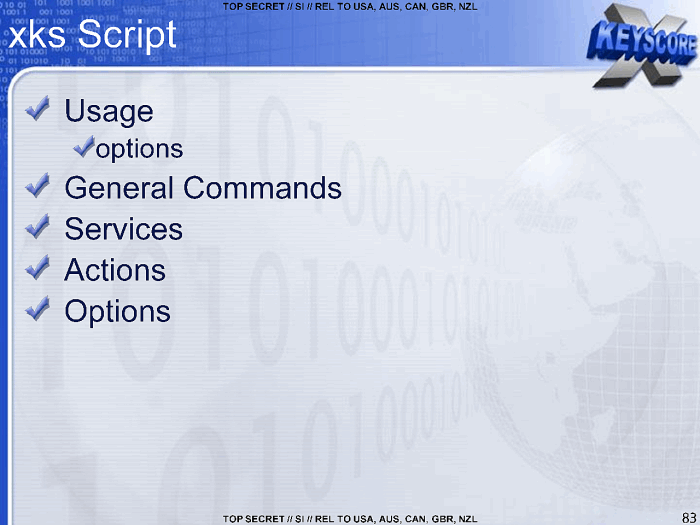 TOP SECRET // SI // REL TO USA, AUS, CAN, GBR, NZL
xks Script
X KEYSCORE
Usage
options
General Commands
Services
Actions
Options
TOP SECRET // SI // REL TO USA, AUS, CAN, GBR, NZL
83